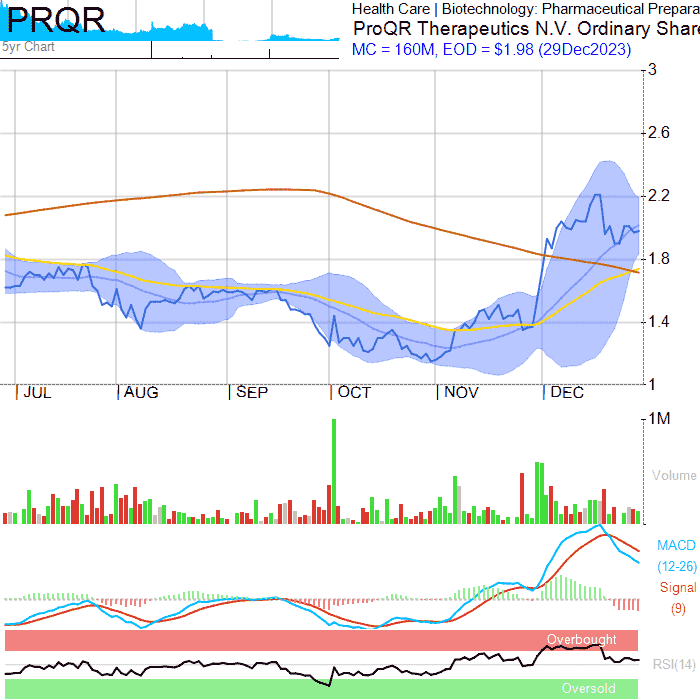 PRQR
5yr Chart
Health Care | Biotechnology: Pharmaceutical Prepara
ProQR Therapeutics N.V. Ordinary Share
MC = 160M, EOD = $1.98 (29Dec2023)
3
2.6
2.2
1.8
1.4
1
JUL AUG SEP OCT NOV DEC
1M
Volume
MACD
(12-26)
Signal
(9)
Overbought
RSI(14)
Oversold